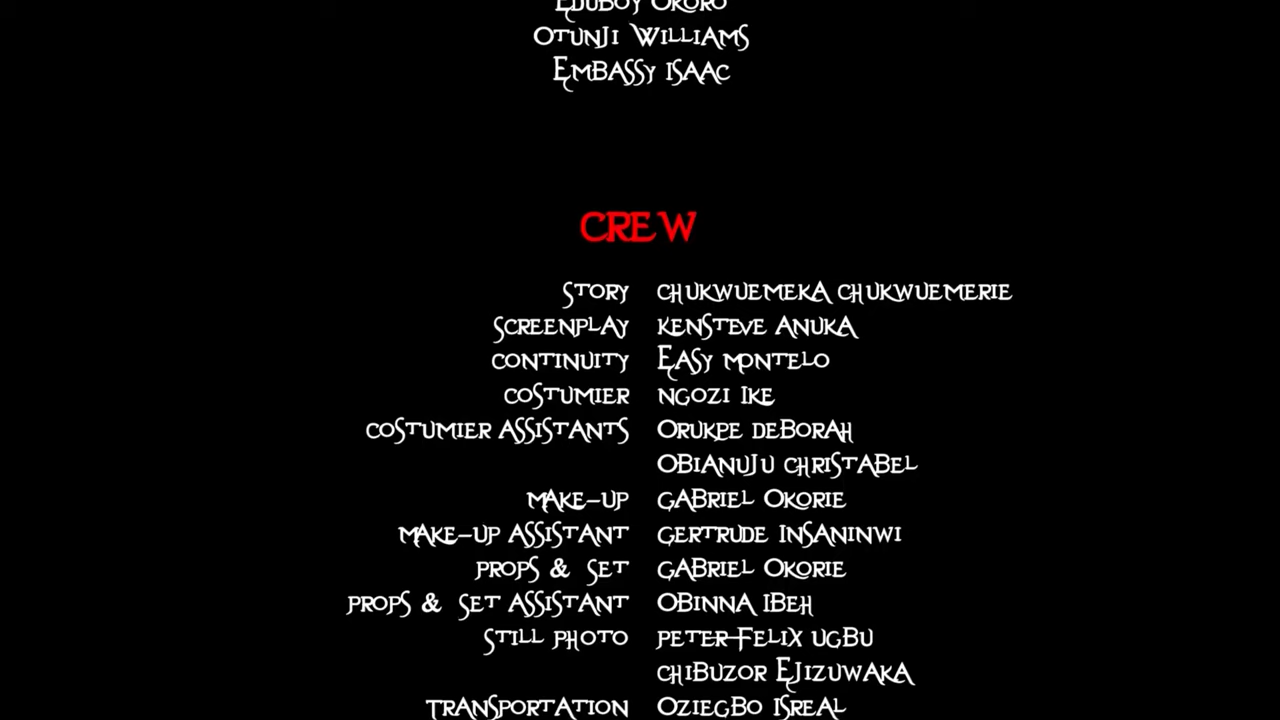 Eduboy Okoro
Otunji Williams
Embassy Isaac
CREW
Story Chukwuemeka Chukwuemerie
Screenplay Kensteve Anuka
Continuity Easy Montelo
Costumier Ngozi Ike
Costumier Assistants Orukpe Deborah
Obianuju Christabel
Make-up Gabriel Okorie
Make-up Assistant Gertrude Insaninwi
Props & Set Gabriel Okorie
Props & Set Assistant Obinna Ibeh
Still Photo Peter-Felix Ugbu
Chibuzor Ejizuwaka
Transportation Oziegbo Isreal